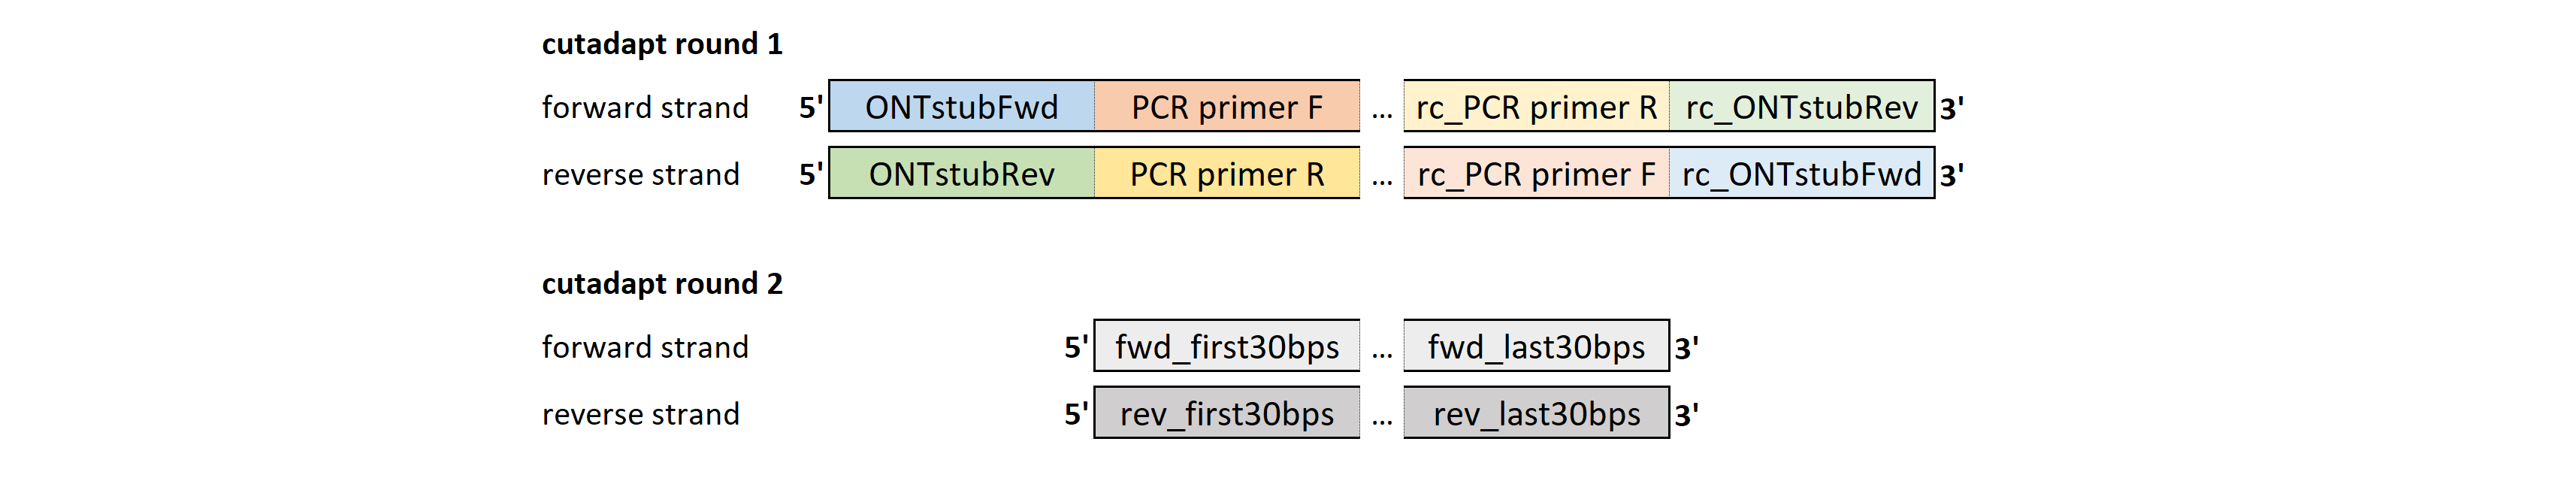 cutadapt round 1
forward strand 5' ONTstubFwd PCR primer F ... rc_PCR primer R rc_ONTstubRev 3'
reverse strand 5' ONTstubRev PCR primer R ... rc_PCR primer F rc_ONTstubFwd 3'
cutadapt round 2
forward strand 5' fwd_first30bps ... fwd_last30bps 3'
reverse strand 5' rev_first30bps ... rev_last30bps 3'